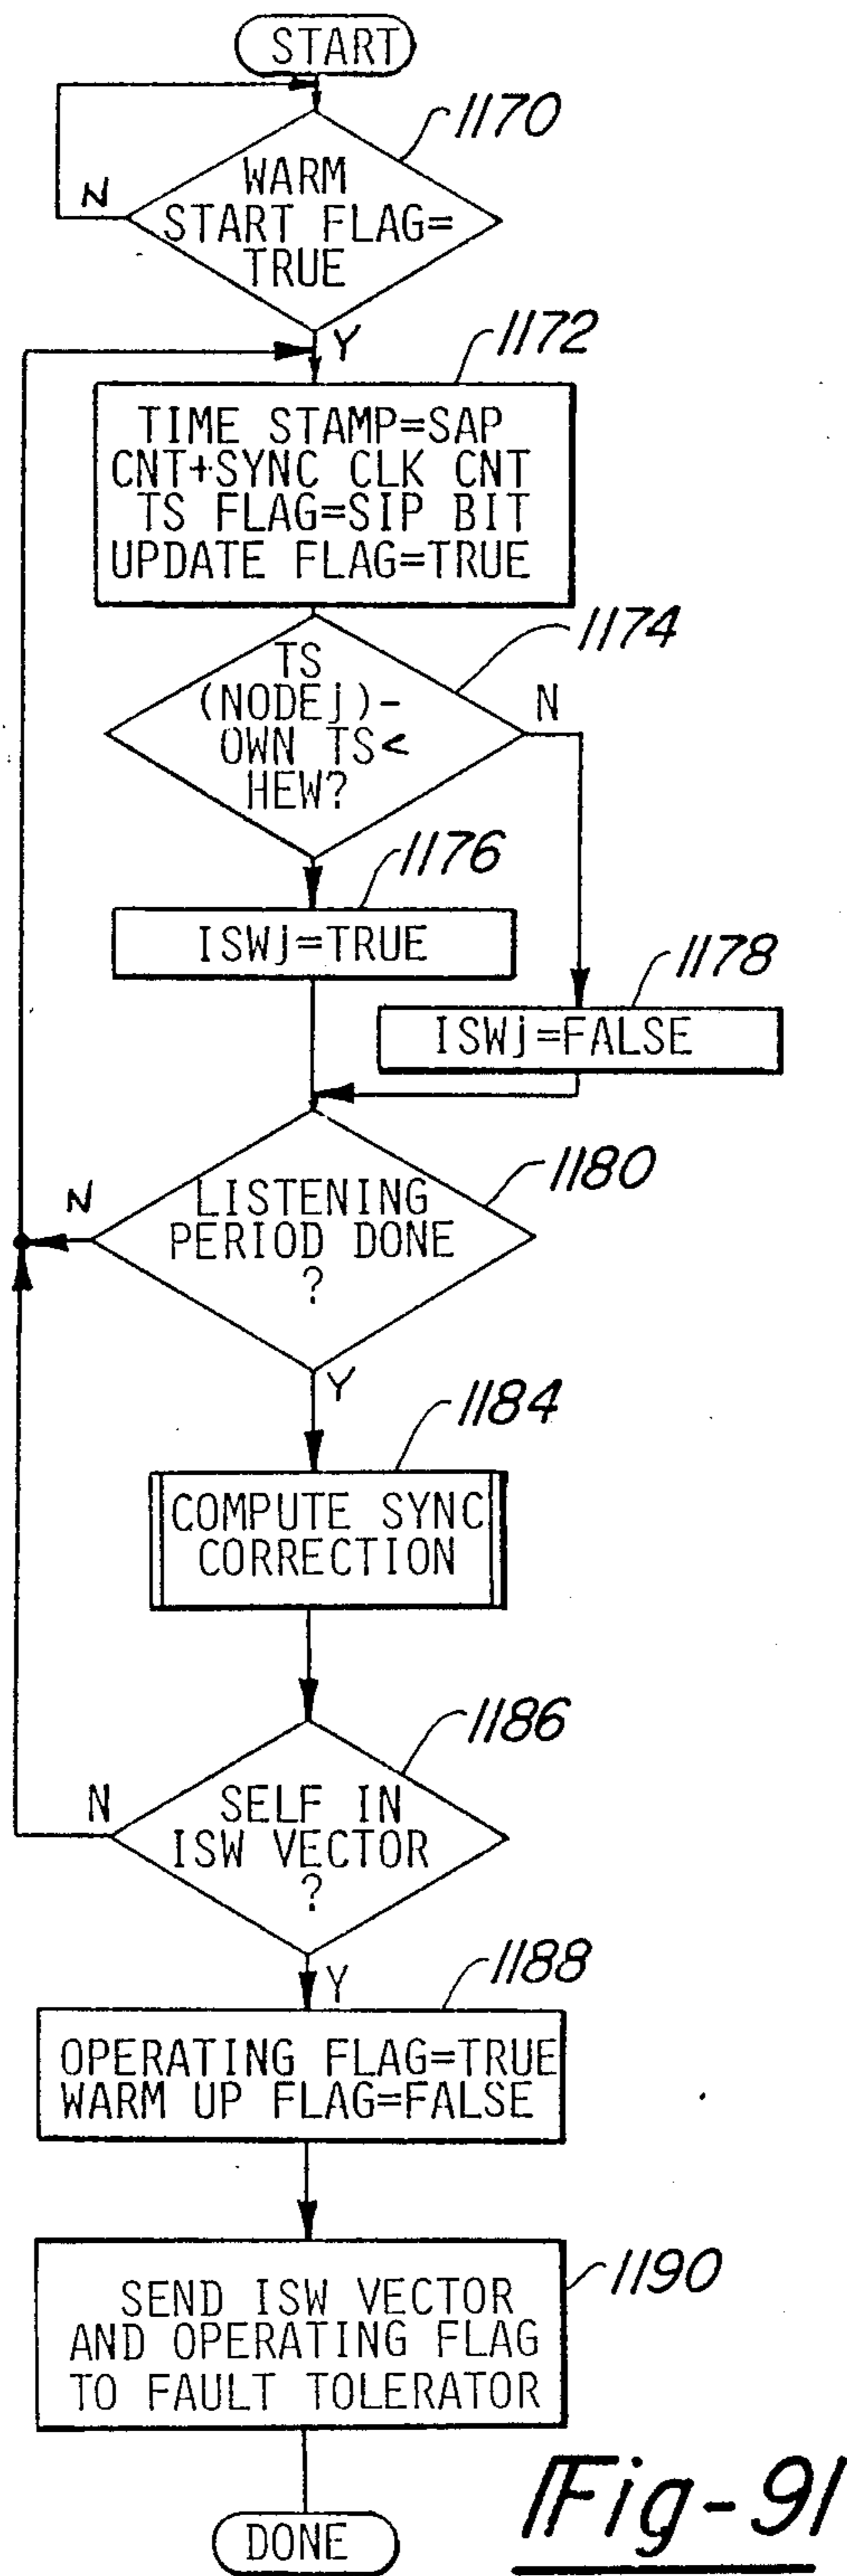 START
1170
WARM
START FLAG=
TRUE
N
Y
1172
TIME STAMP=SAP
CNT+SYNC CLK CNT
TS FLAG=SIP BIT
UPDATE FLAG=TRUE
1174
TS
(NODEj)-
OWN TS<
HEW?
N
1176
ISWj=TRUE
1178
ISWj=FALSE
1180
LISTENING
PERIOD DONE
?
N
Y
1184
COMPUTE SYNC
CORRECTION
1186
SELF IN
ISW VECTOR
?
N
Y
1188
OPERATING FLAG=TRUE
WARM UP FLAG=FALSE
1190
SEND ISW VECTOR
AND OPERATING FLAG
TO FAULT TOLERATOR
DONE
Fig-91